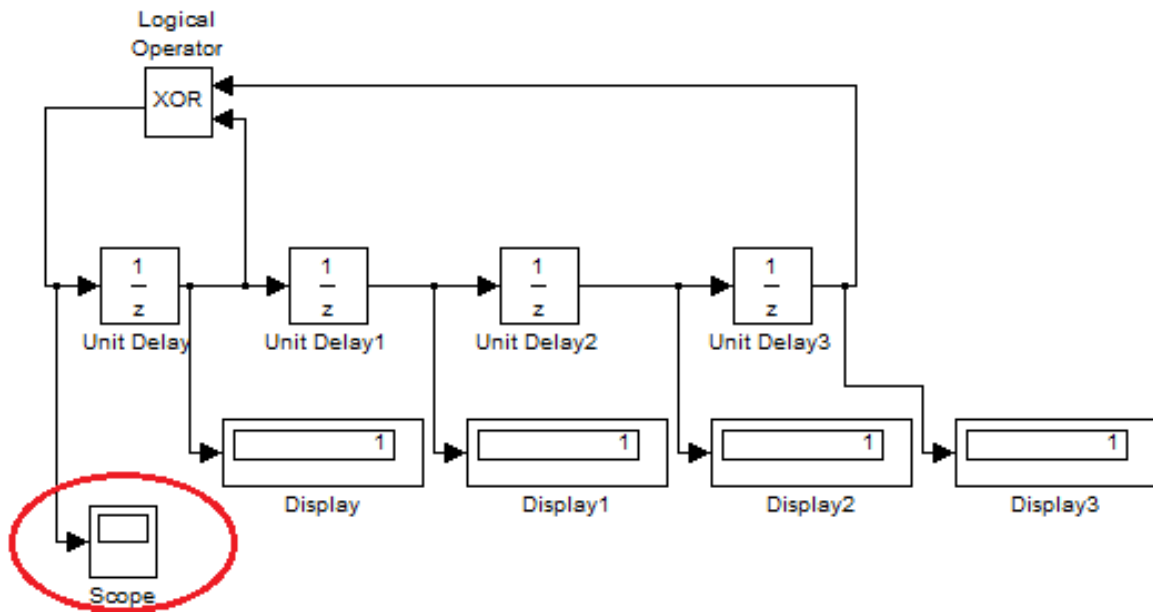 Logical
Operator
XOR
1
z
Unit Delay
1
z
Unit Delay1
1
z
Unit Delay2
1
z
Unit Delay3
1
Display
1
Display1
1
Display2
1
Display3
Scope